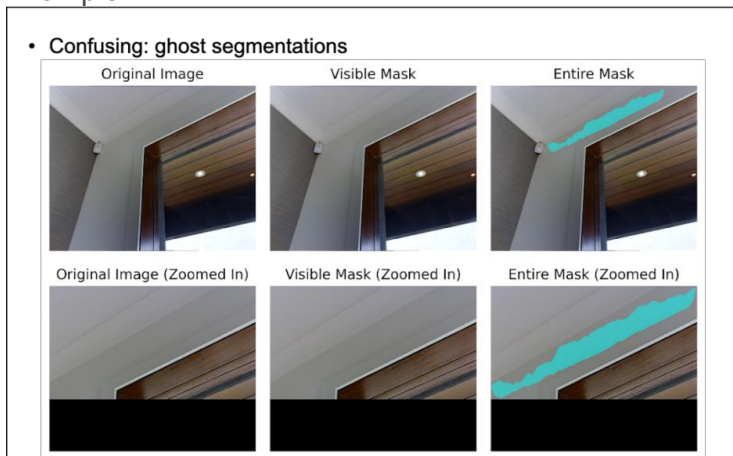 • Confusing: ghost segmentations
Original Image
Visible Mask
Entire Mask
Original Image (Zoomed In)
Visible Mask (Zoomed In)
Entire Mask (Zoomed In)